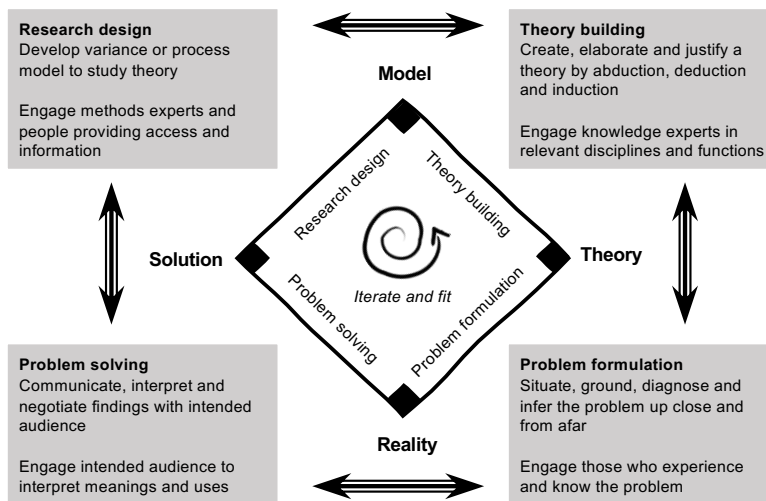 Research design
Develop variance or process
model to study theory
Engage methods experts and
people providing access and
information
Theory building
Create, elaborate and justify a
theory by abduction, deduction
and induction
Engage knowledge experts in
relevant disciplines and functions
Model
Research design
Theory building
Solution
Theory
Iterate and fit
Problem solving
Problem formulation
Reality
Problem solving
Communicate, interpret and
negotiate findings with intended
audience
Engage intended audience to
interpret meanings and uses
Problem formulation
Situate, ground, diagnose and
infer the problem up close and
from afar
Engage those who experience
and know the problem